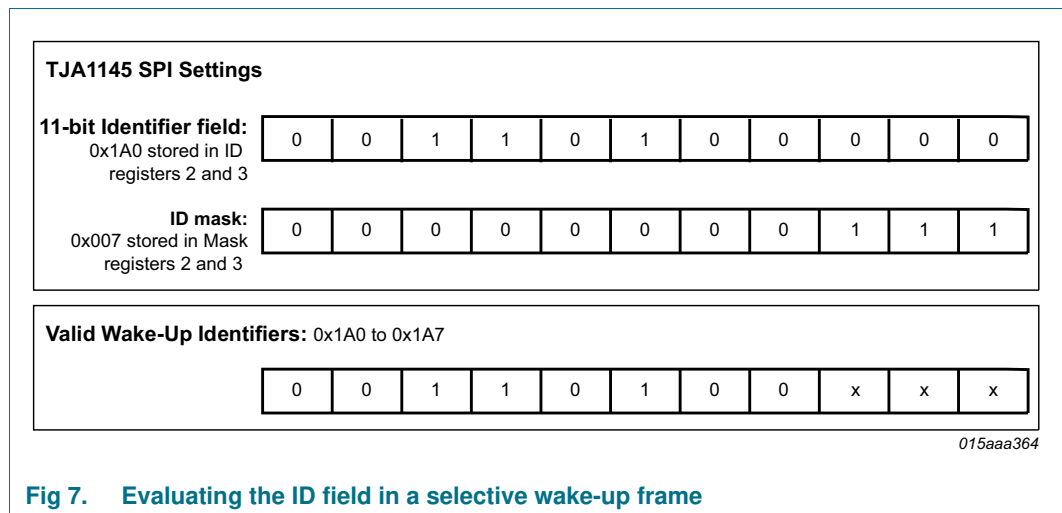 TJA1145 SPI Settings
11-bit Identifier field:
0x1A0 stored in ID
registers 2 and 3
0 0 1 1 0 1 0 0 0 0 0
ID mask:
0x007 stored in Mask
registers 2 and 3
0 0 0 0 0 0 0 0 1 1 1
Valid Wake-Up Identifiers: 0x1A0 to 0x1A7
0 0 1 1 0 1 0 0 x x x
015aaa364
Fig 7. Evaluating the ID field in a selective wake-up frame